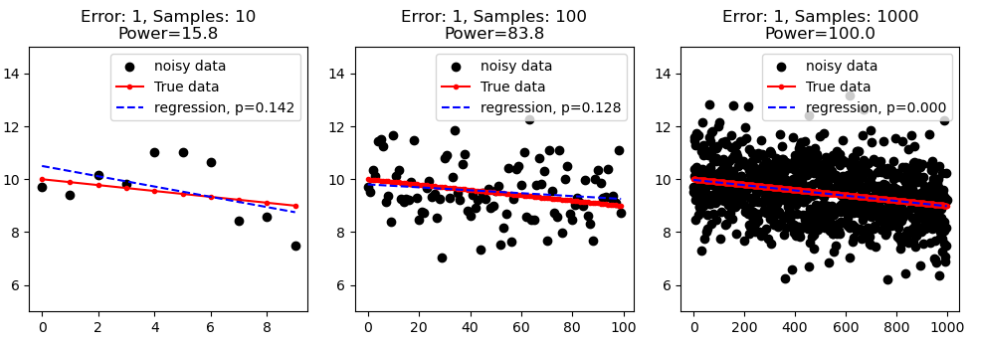 Error: 1, Samples: 10
Power=15.8
noisy data
True data
regression, p=0.142
14
12
10
8
6
0 2 4 6 8
Error: 1, Samples: 100
Power=83.8
noisy data
True data
regression, p=0.128
14
12
10
8
6
0 20 40 60 80 100
Error: 1, Samples: 1000
Power=100.0
noisy data
True data
regression, p=0.000
14
12
10
8
6
0 200 400 600 800 1000